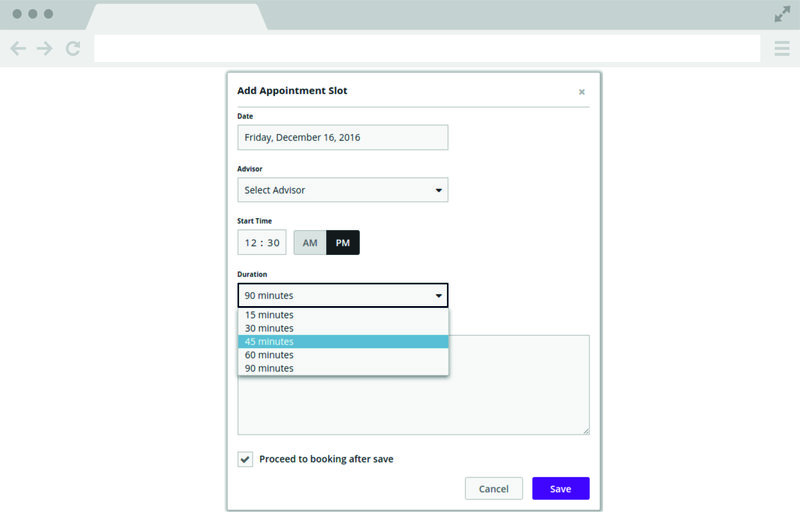 Add Appointment Slot ×
Date
Friday, December 16, 2016
Advisor
Select Advisor
Start Time
12 : 30 AM PM
Duration
90 minutes
15 minutes
30 minutes
45 minutes
60 minutes
90 minutes
Proceed to booking after save
Cancel Save